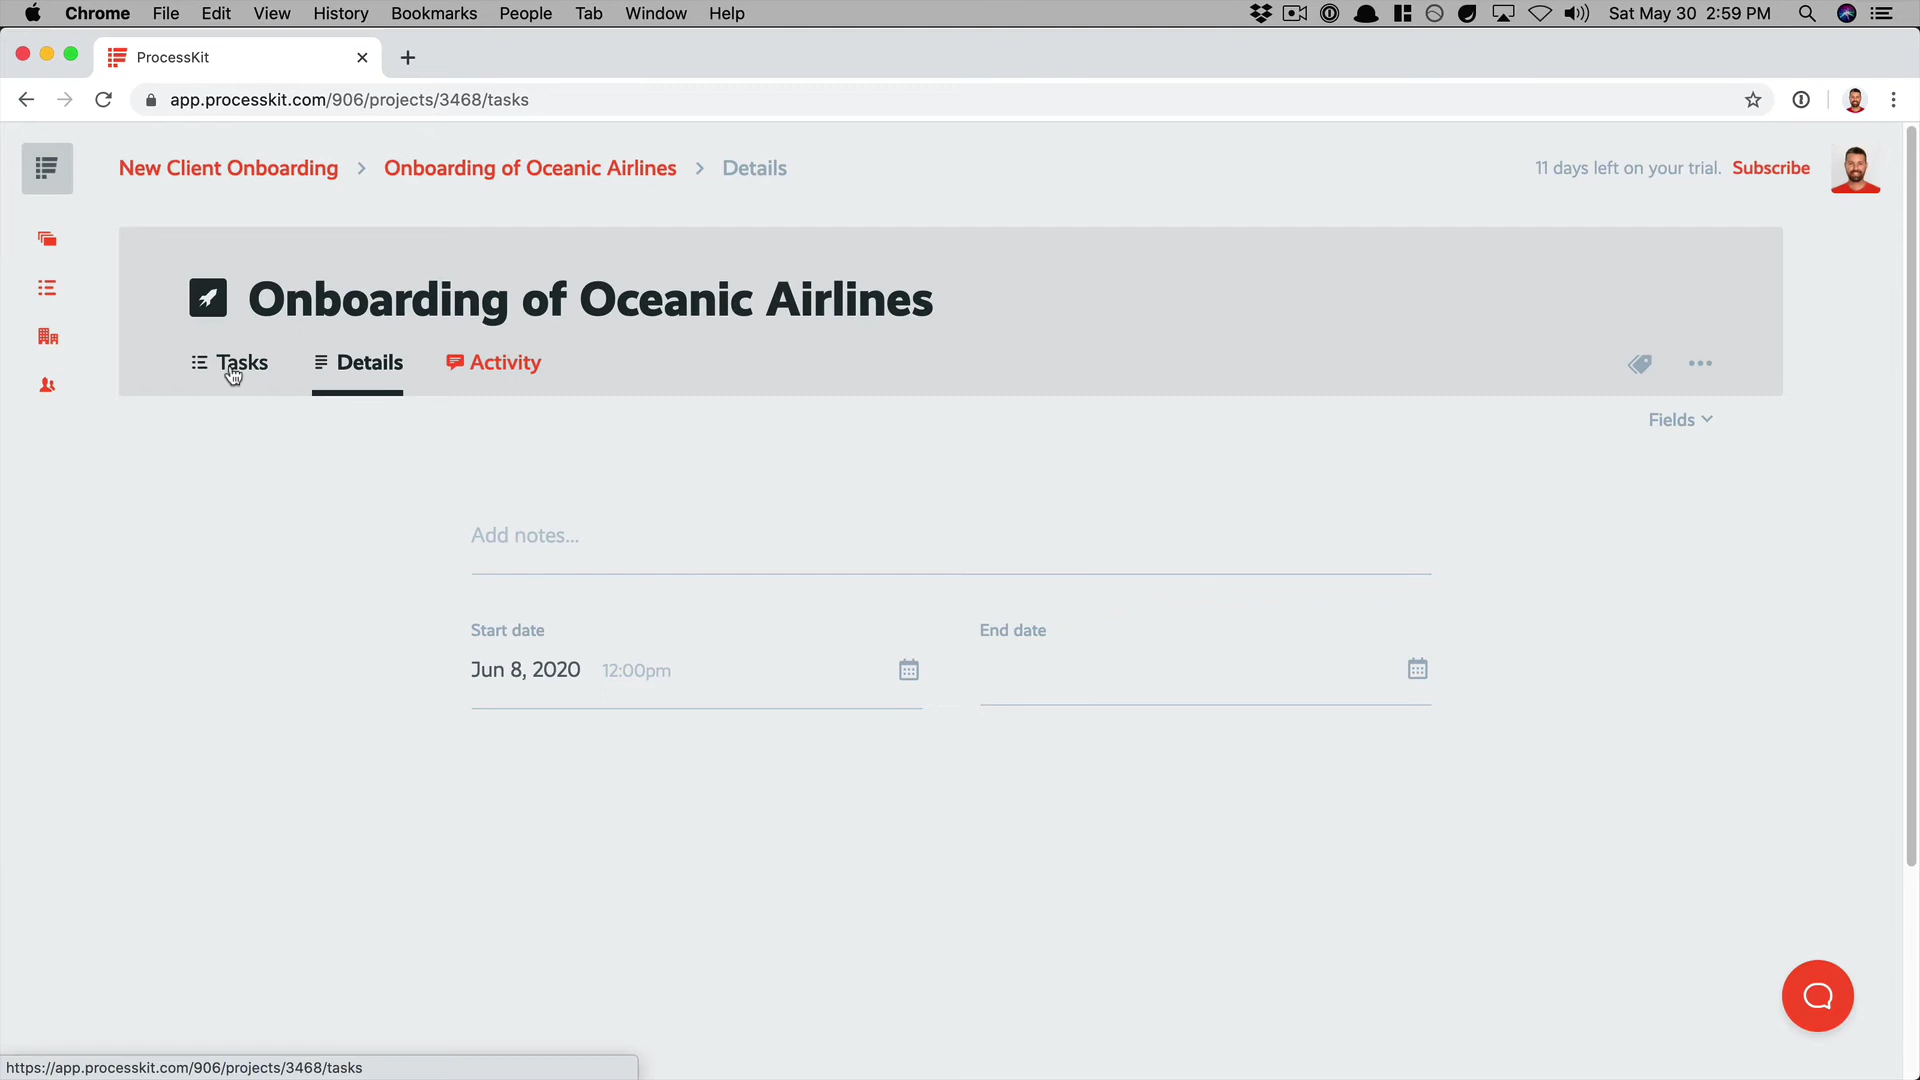 Chrome File Edit View History Bookmarks People Tab Window Help Sat May 30 2:59 PM
ProcessKit
app.processkit.com/906/projects/3468/tasks
New Client Onboarding > Onboarding of Oceanic Airlines > Details 11 days left on your trial. Subscribe
Onboarding of Oceanic Airlines
Tasks Details Activity
Fields
Add notes...
Start date End date
Jun 8, 2020 12:00pm
https://app.processkit.com/906/projects/3468/tasks